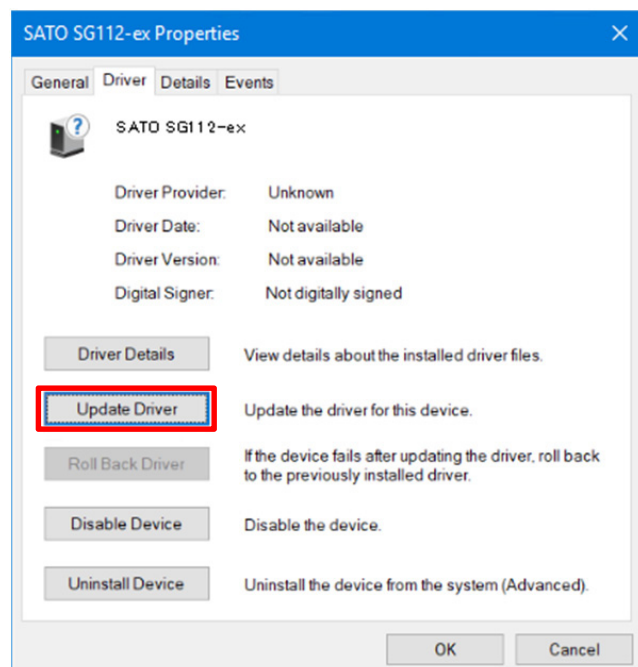 SATO SG112-ex Properties
General Driver Details Events
SATO SG112-ex
Driver Provider: Unknown
Driver Date: Not available
Driver Version: Not available
Digital Signer: Not digitally signed
Driver Details View details about the installed driver files.
Update Driver Update the driver for this device.
Roll Back Driver If the device fails after updating the driver, roll back
to the previously installed driver.
Disable Device Disable the device.
Uninstall Device Uninstall the device from the system (Advanced).
OK Cancel